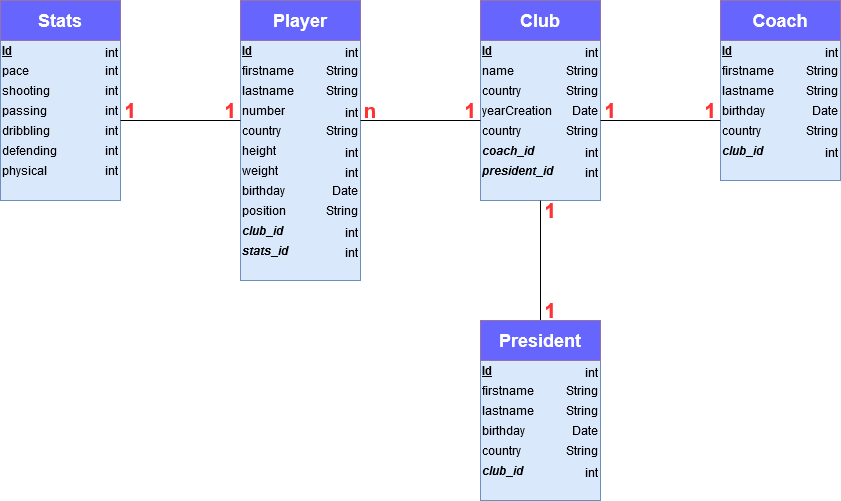 Stats
Id int
pace int
shooting int
passing int
dribbling int
defending int
physical int
1
1
Player
Id int
firstname String
lastname String
number int
country String
height int
weight int
birthday Date
position String
club_id int
stats_id int
n
1
Club
Id int
name String
country String
yearCreation Date
country String
coach_id int
president_id int
1
1
Coach
Id int
firstname String
lastname String
birthday Date
country String
club_id int
1
1
President
Id int
firstname String
lastname String
birthday Date
country String
club_id int